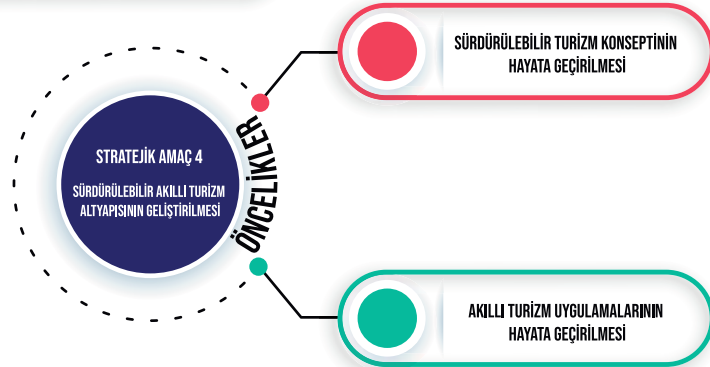 STRATEJİK AMAÇ 4
SÜRDÜRÜLEBİLİR AKILLI TURİZM
ALTYAPISININ GELİŞTİRİLMESİ
ÖNCELİKLER
SÜRDÜRÜLEBİLİR TURİZM KONSEPTİNİN
HAYATA GEÇİRİLMESİ
AKILLI TURİZM UYGULAMALARININ
HAYATA GEÇİRİLMESİ